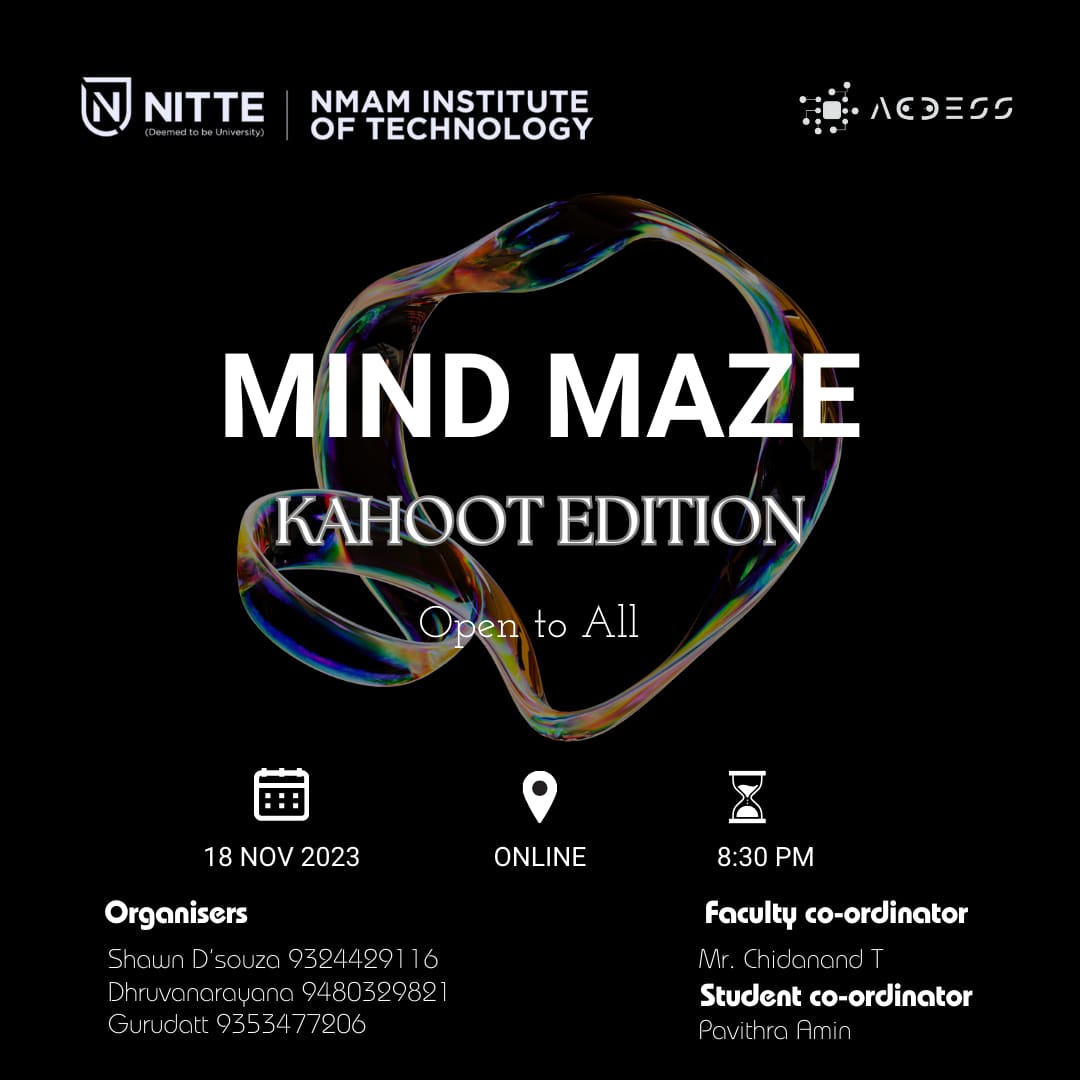 NITTE
(Deemed to be University)
NMAM INSTITUTE
OF TECHNOLOGY
ACDESS
MIND MAZE
KAHOOT EDITION
Open to All
18 NOV 2023
ONLINE
8:30 PM
Organisers
Shawn D'souza 9324429116
Dhruvanarayana 9480329821
Gurudatt 9353477206
Faculty co-ordinator
Mr. Chidanand T
Student co-ordinator
Pavithra Amin